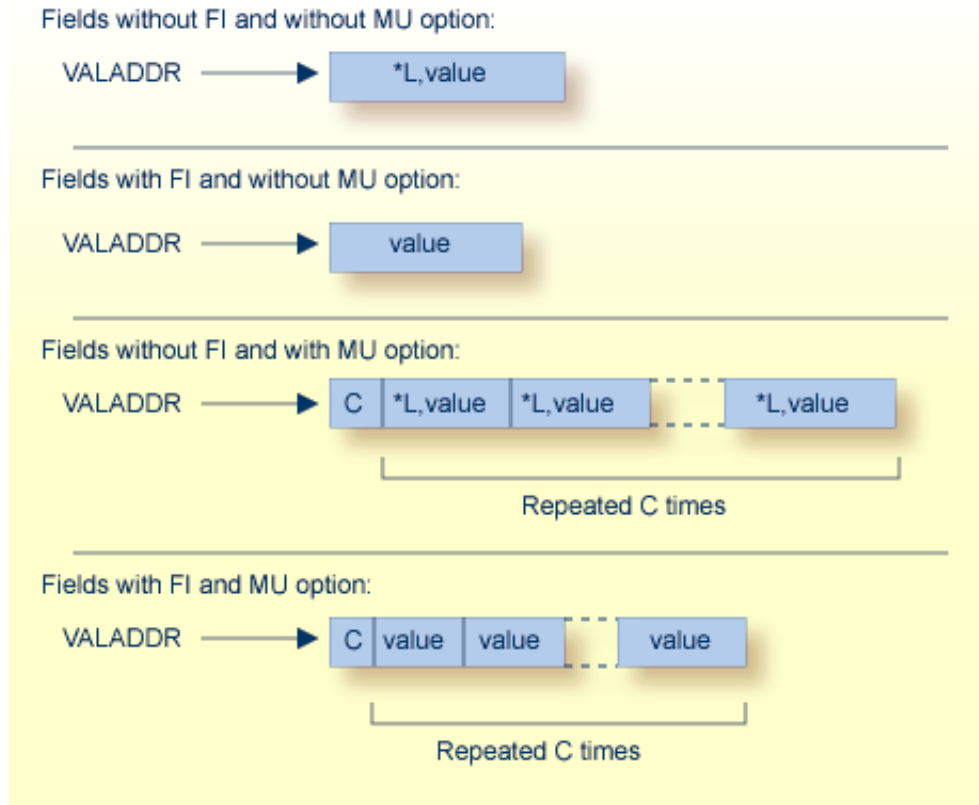 Fields without FI and without MU option:
VALADDR *L,value
Fields with FI and without MU option:
VALADDR value
Fields without FI and with MU option:
VALADDR C *L,value *L,value *L,value
Repeated C times
Fields with FI and MU option:
VALADDR C value value value
Repeated C times